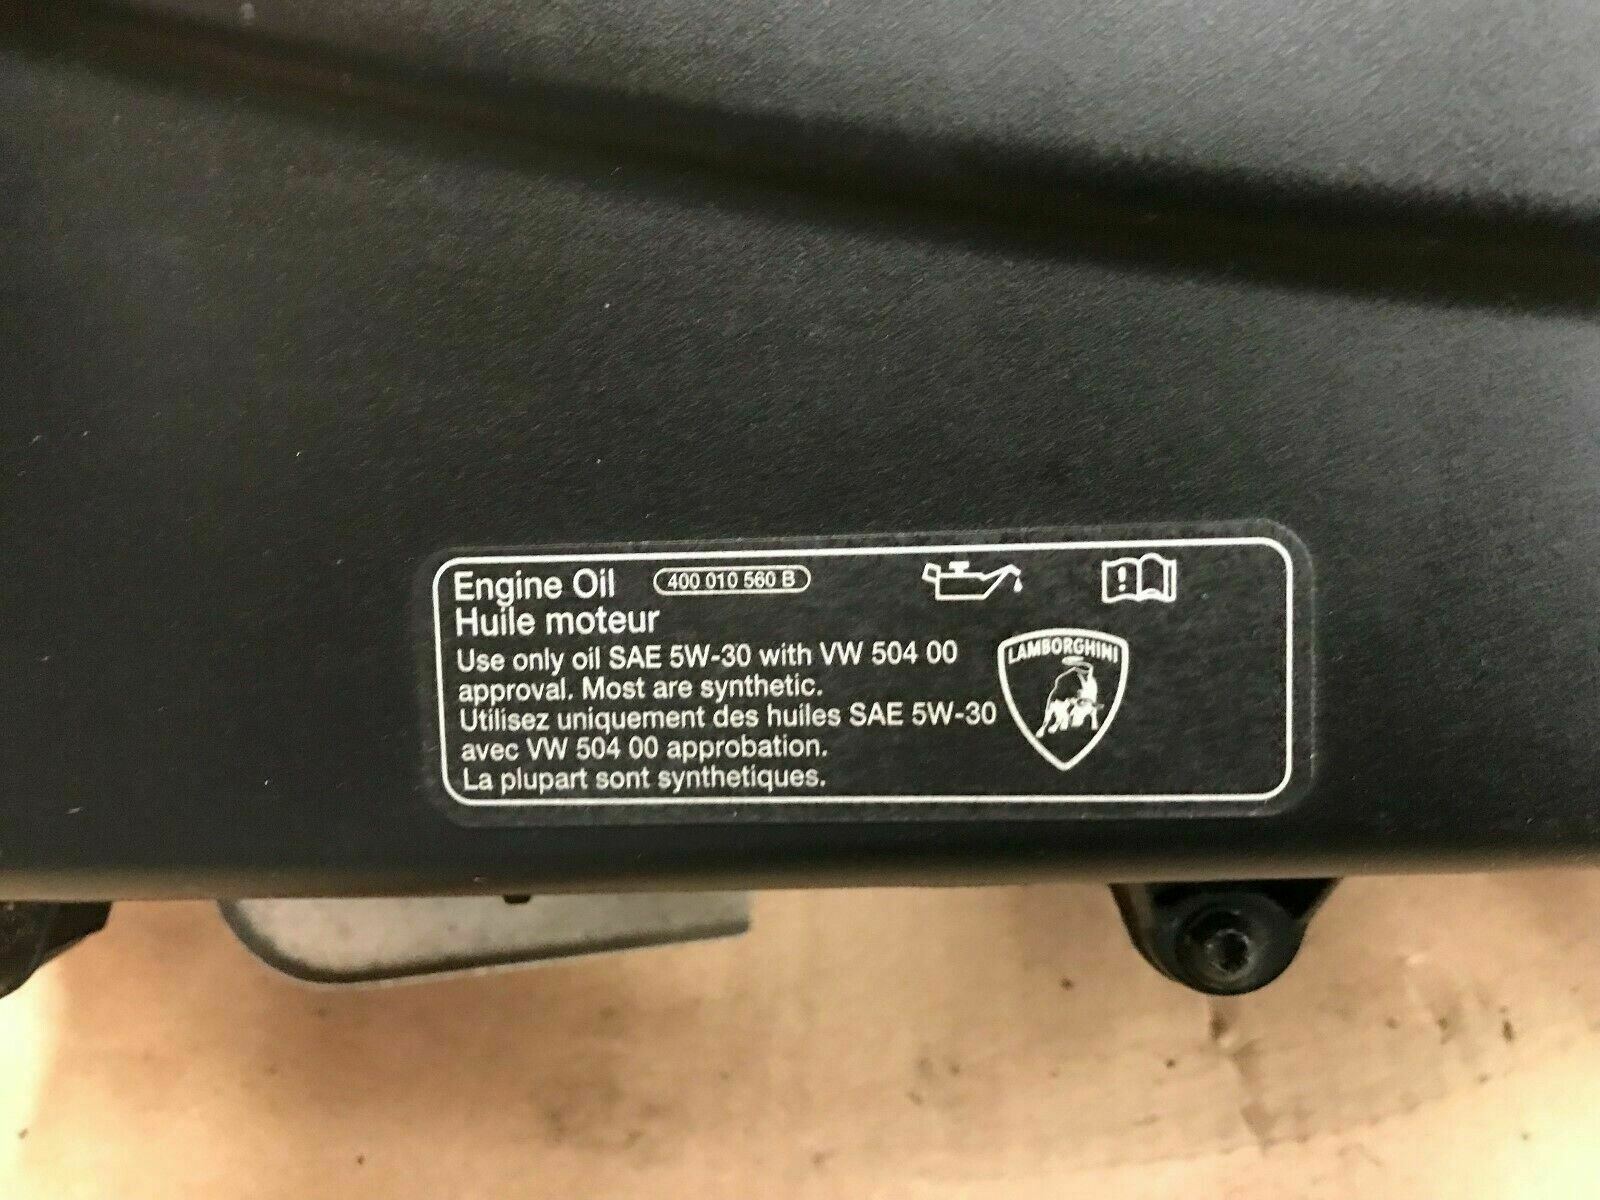 Engine Oil 400 010 560 B
Huile moteur
Use only oil SAE 5W-30 with VW 504 00
approval. Most are synthetic.
Utilisez uniquement des huiles SAE 5W-30
avec VW 504 00 approbation.
La plupart sont synthetiques.
LAMBORGHINI